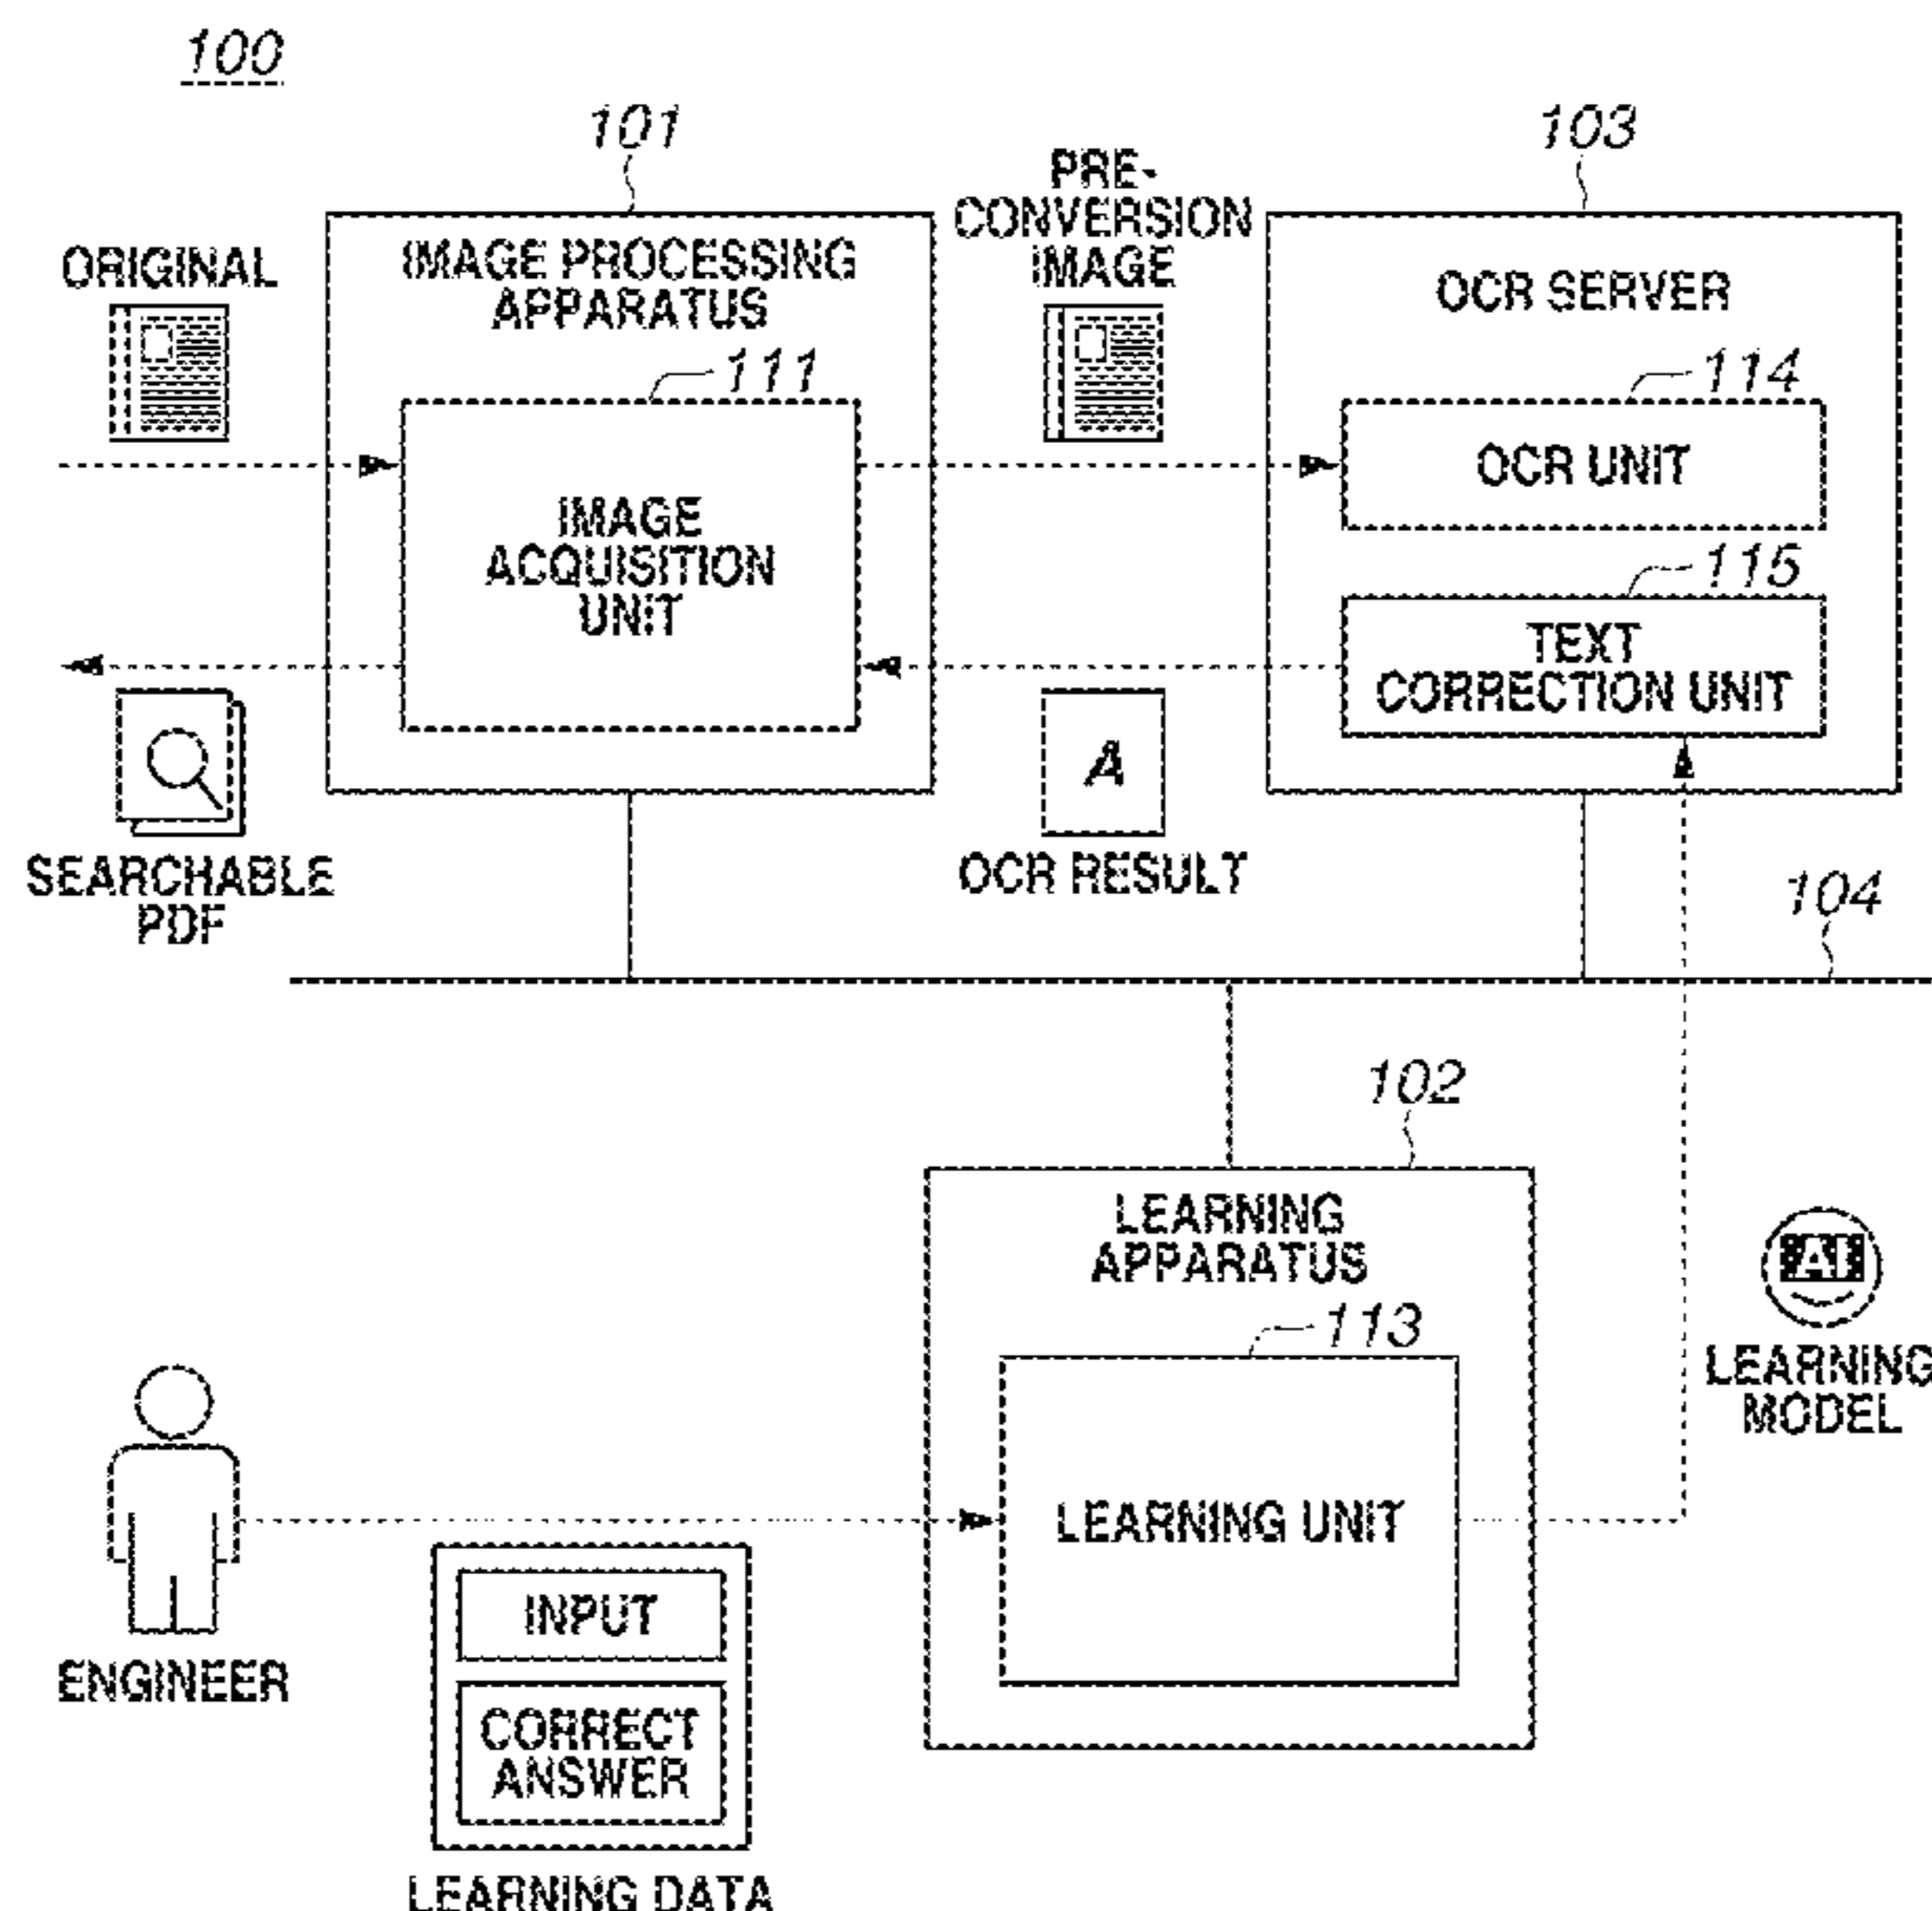 100
101
103
PRE-
CONVERSION
IMAGE
ORIGINAL
IMAGE PROCESSING
APPARATUS
OCR SERVER
111
114
OCR UNIT
IMAGE
ACQUISITION
UNIT
115
TEXT
CORRECTION UNIT
A
SEARCHABLE
PDF
OCR RESULT
104
102
LEARNING
APPARATUS
AI
LEARNING
MODEL
113
LEARNING UNIT
ENGINEER
INPUT
CORRECT
ANSWER
LEARNING DATA